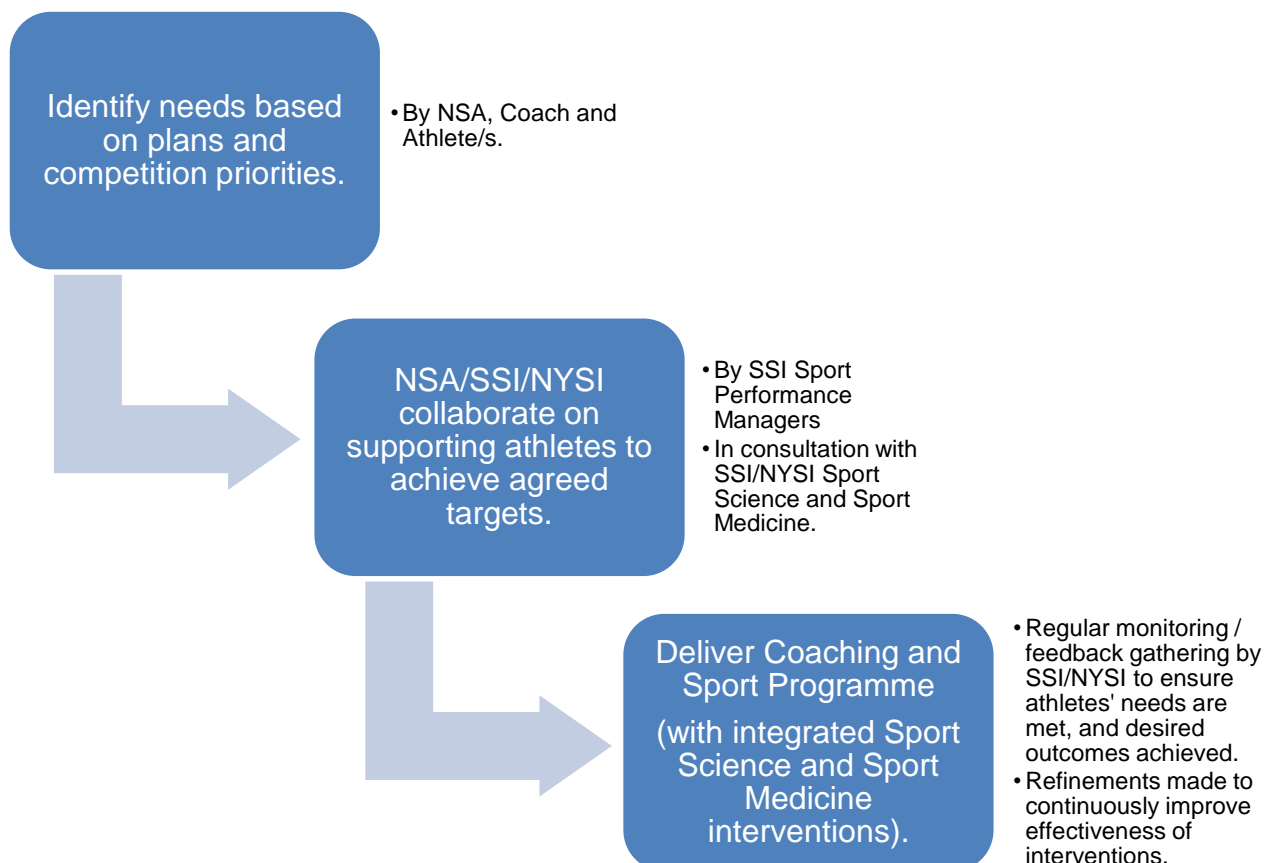 Identify needs based
on plans and
competition priorities.
•By NSA, Coach and
Athlete/s.
NSA/SSI/NYSI
collaborate on
supporting athletes to
achieve agreed
targets.
•By SSI Sport
Performance
Managers
•In consultation with
SSI/NYSI Sport
Science and Sport
Medicine.
Deliver Coaching and
Sport Programme
(with integrated Sport
Science and Sport
Medicine
interventions).
•Regular monitoring /
feedback gathering by
SSI/NYSI to ensure
athletes' needs are
met, and desired
outcomes achieved.
•Refinements made to
continuously improve
effectiveness of
interventions.